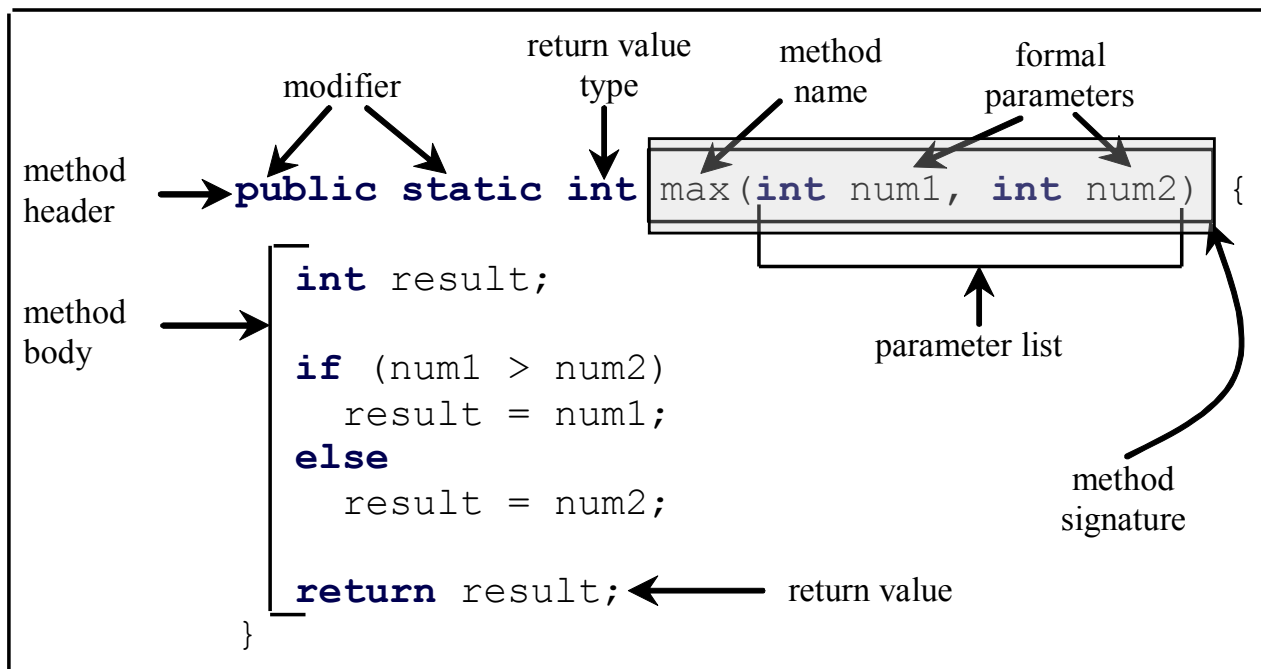 return value
type
method
name
formal
parameters
modifier
method
header
public static int max(int num1, int num2) {
method
body
int result;
parameter list
if (num1 > num2)
result = num1;
else
result = num2;
method
signature
return result;
return value
}